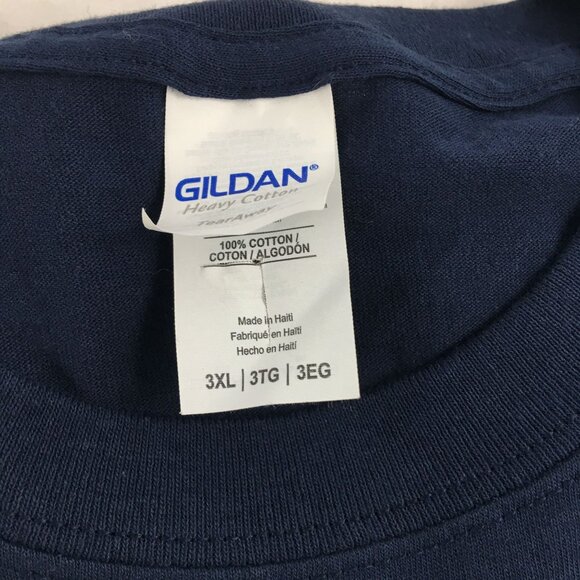 GILDAN®
Heavy Cotton
TearAway
100% COTTON /
COTON / ALGODÓN
Made in Haiti
Fabriqué en Haïti
Hecho en Haití
3XL | 3TG | 3EG